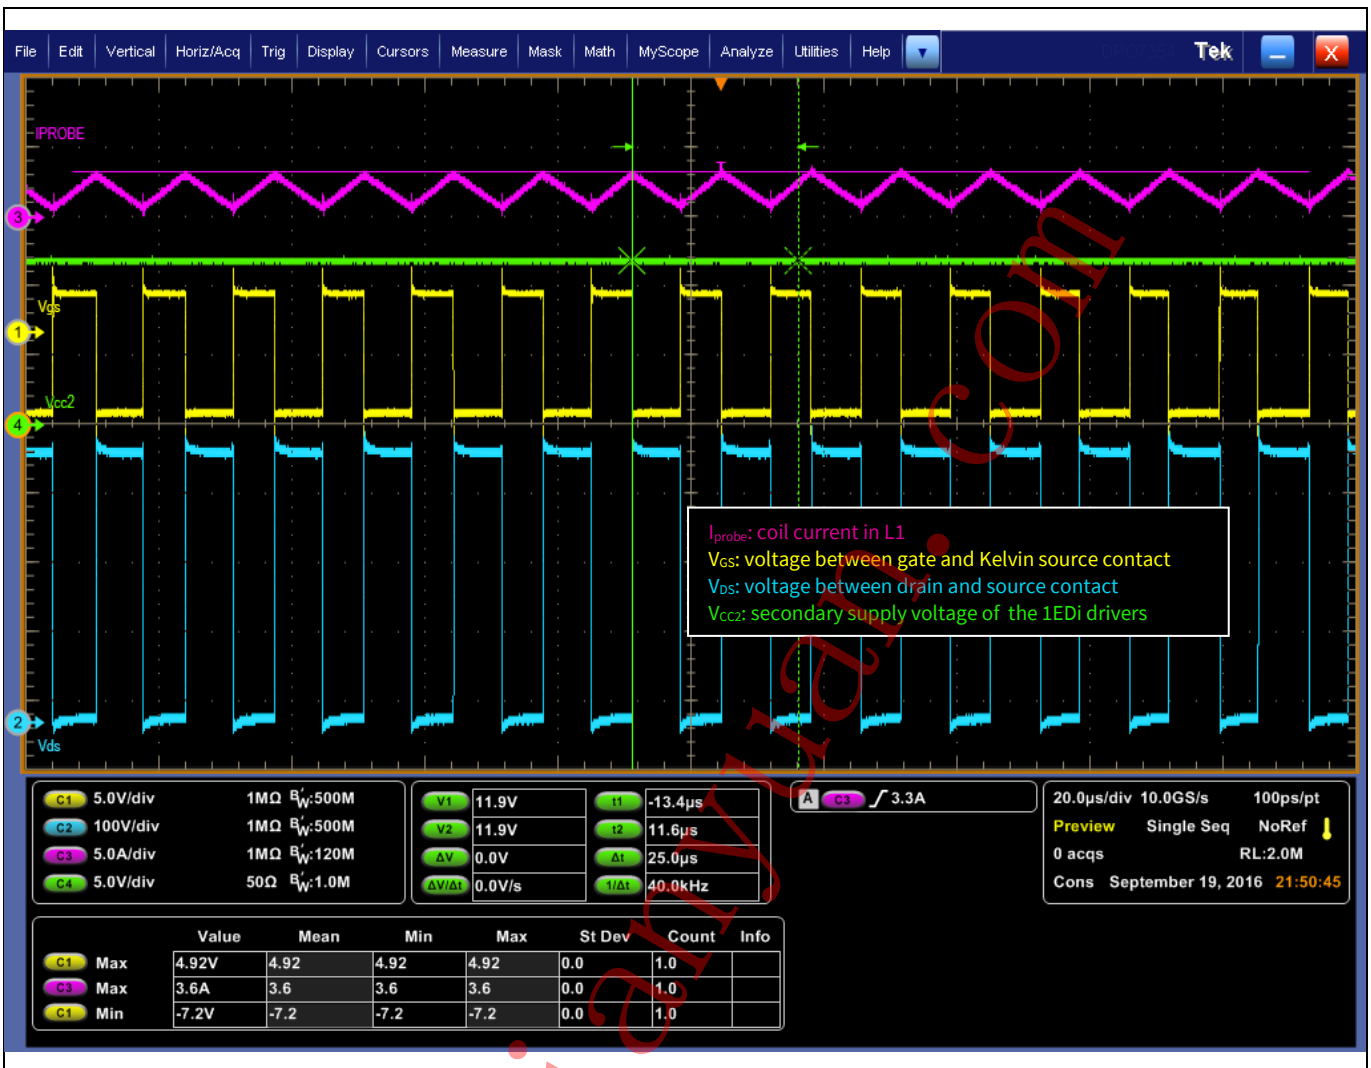 File Edit Vertical Horiz/Acq Trig Display Cursors Measure Mask Math MyScope Analyze Utilities Help Tek X
IPROBE
3
Vgs
1
Vcc2
4
Iprobe: coil current in L1
VGS: voltage between gate and Kelvin source contact
VDS: voltage between drain and source contact
VCC2: secondary supply voltage of the 1EDi drivers
2
Vds
C1 5.0V/div 1MΩ BW:500M
C2 100V/div 1MΩ BW:500M
C3 5.0A/div 1MΩ BW:120M
C4 5.0V/div 50Ω BW:1.0M
V1 11.9V t1 -13.4µs
V2 11.9V t2 11.6µs
ΔV 0.0V Δt 25.0µs
ΔV/Δt 0.0V/s 1/Δt 40.0kHz
A C3 3.3A
20.0µs/div 10.0GS/s 100ps/pt
Preview Single Seq NoRef
0 acqs RL:2.0M
Cons September 19, 2016 21:50:45
Value Mean Min Max St Dev Count Info
C1 Max 4.92V 4.92 4.92 4.92 0.0 1.0
C3 Max 3.6A 3.6 3.6 3.6 0.0 1.0
C1 Min -7.2V -7.2 -7.2 -7.2 0.0 1.0
anyuan.com